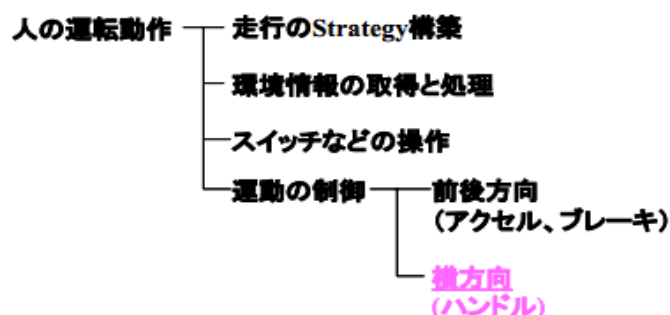 人の運転動作
走行のStrategy構築
環境情報の取得と処理
スイッチなどの操作
運動の制御
前後方向
(アクセル、ブレーキ)
横方向
(ハンドル)